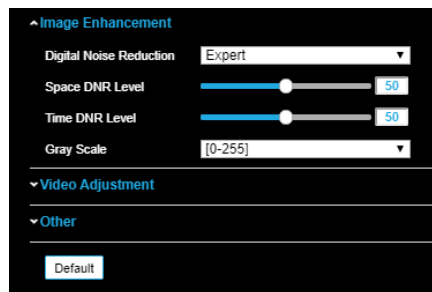 Image Enhancement
Digital Noise Reduction Expert
Space DNR Level 50
Time DNR Level 50
Gray Scale [0-255]
Video Adjustment
Other
Default